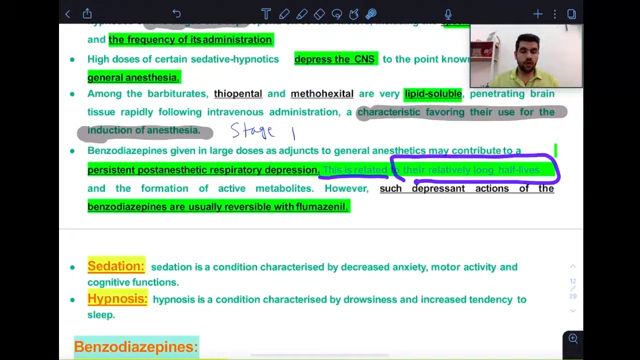 and the frequency of its administration
High doses of certain sedative-hypnotics depress the CNS to the point known
general anesthesia.
Among the barbiturates, thiopental and methohexital are very lipid-soluble, penetrating brain
tissue rapidly following intravenous administration, a characteristic favoring their use for the
induction of anesthesia. Stage 1
Benzodiazepines given in large doses as adjuncts to general anesthetics may contribute to a
persistent postanesthetic respiratory depression. This is related to their relatively long half-lives
and the formation of active metabolites. However, such depressant actions of the
benzodiazepines are usually reversible with flumazenil.
Sedation: sedation is a condition characterised by decreased anxiety, motor activity and
cognitive functions.
Hypnosis: hypnosis is a condition characterised by drowsiness and increased tendency to
sleep.
Benzodiazepines:
12